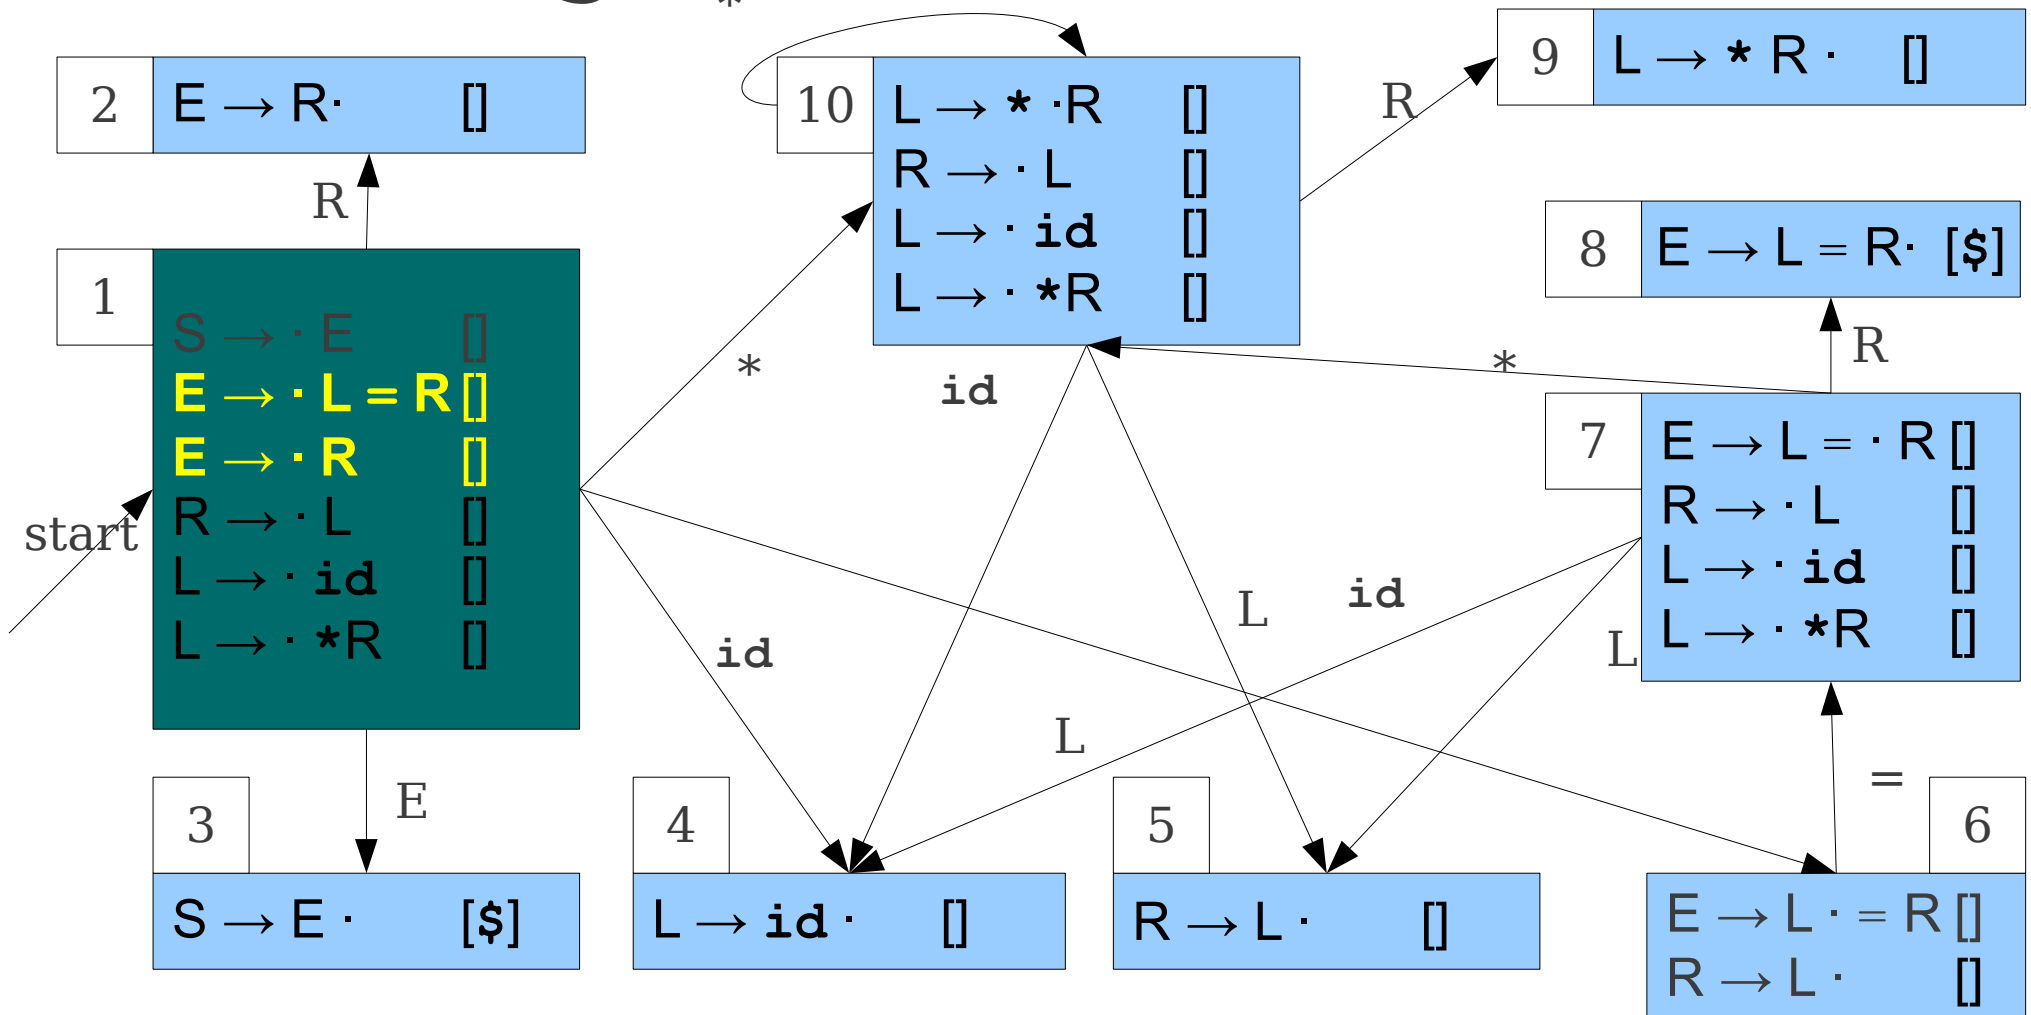 *
2
E → R· []
10
L → * ·R []
R → · L []
L → · id []
L → · *R []
R
9
L → * R · []
R
8
E → L = R· [$]
1
S → · E []
E → · L = R []
E → · R []
R → · L []
L → · id []
L → · *R []
*
id
*
R
7
E → L = · R []
R → · L []
L → · id []
L → · *R []
start
id
L
id
L
L
E
=
3
S → E · [$]
4
L → id · []
5
R → L · []
6
E → L · = R []
R → L · []